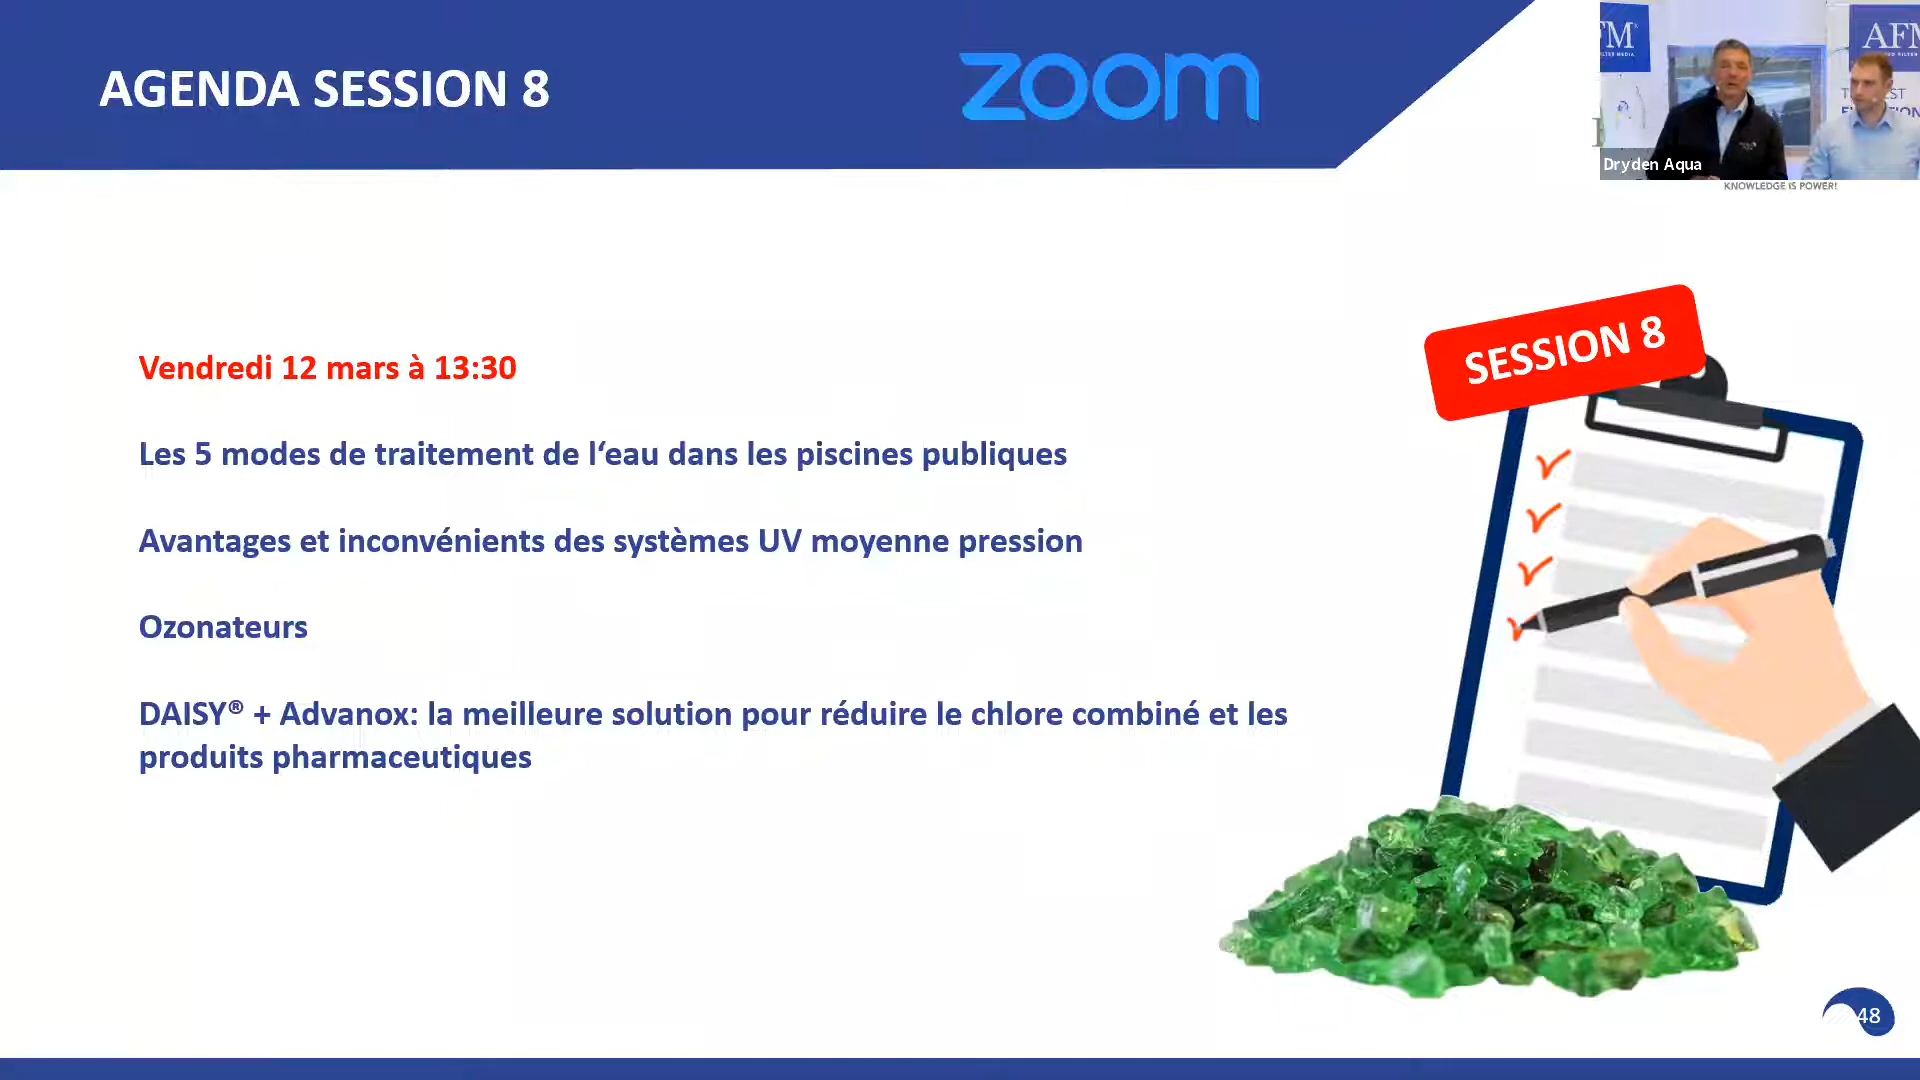 AGENDA SESSION 8
zoom
FM
AFM
Dryden Aqua
KNOWLEDGE IS POWER!
SESSION 8
Vendredi 12 mars à 13:30
Les 5 modes de traitement de l‘eau dans les piscines publiques
Avantages et inconvénients des systèmes UV moyenne pression
Ozonateurs
DAISY® + Advanox: la meilleure solution pour réduire le chlore combiné et les
produits pharmaceutiques
48